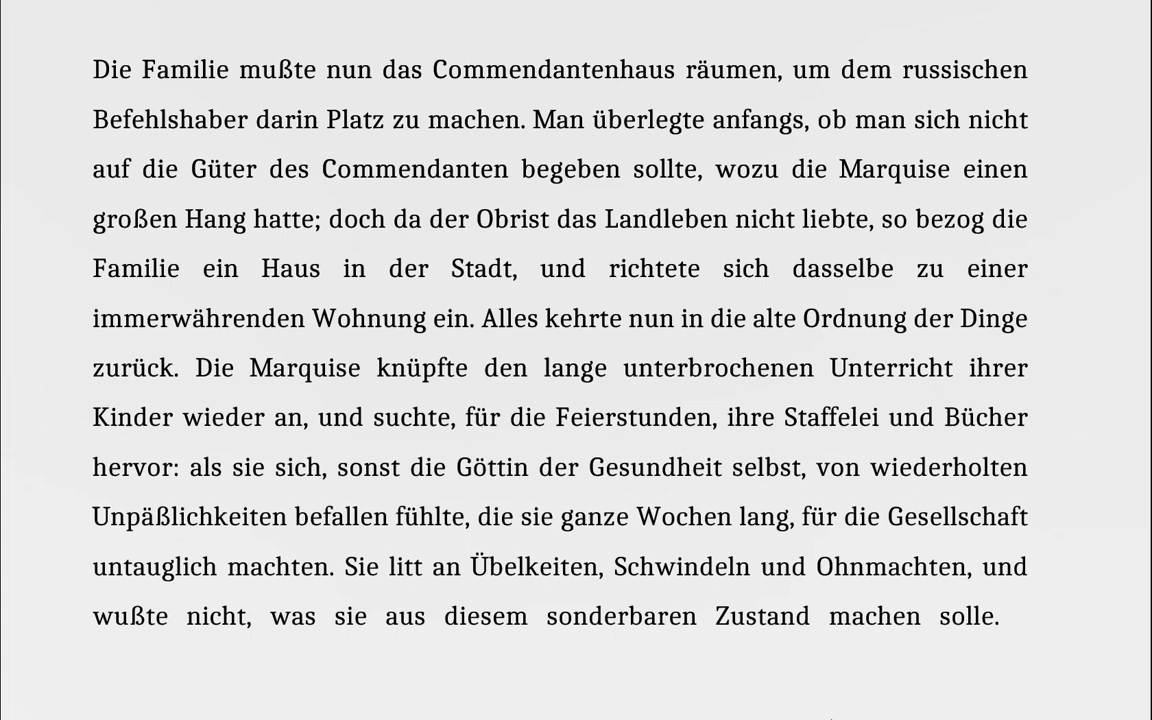 Die Familie mußte nun das Commendantenhaus räumen, um dem russischen
Befehlshaber darin Platz zu machen. Man überlegte anfangs, ob man sich nicht
auf die Güter des Commendanten begeben sollte, wozu die Marquise einen
großen Hang hatte; doch da der Obrist das Landleben nicht liebte, so bezog die
Familie ein Haus in der Stadt, und richtete sich dasselbe zu einer
immerwährenden Wohnung ein. Alles kehrte nun in die alte Ordnung der Dinge
zurück. Die Marquise knüpfte den lange unterbrochenen Unterricht ihrer
Kinder wieder an, und suchte, für die Feierstunden, ihre Staffelei und Bücher
hervor: als sie sich, sonst die Göttin der Gesundheit selbst, von wiederholten
Unpäßlichkeiten befallen fühlte, die sie ganze Wochen lang, für die Gesellschaft
untauglich machten. Sie litt an Übelkeiten, Schwindeln und Ohnmachten, und
wußte nicht, was sie aus diesem sonderbaren Zustand machen solle.